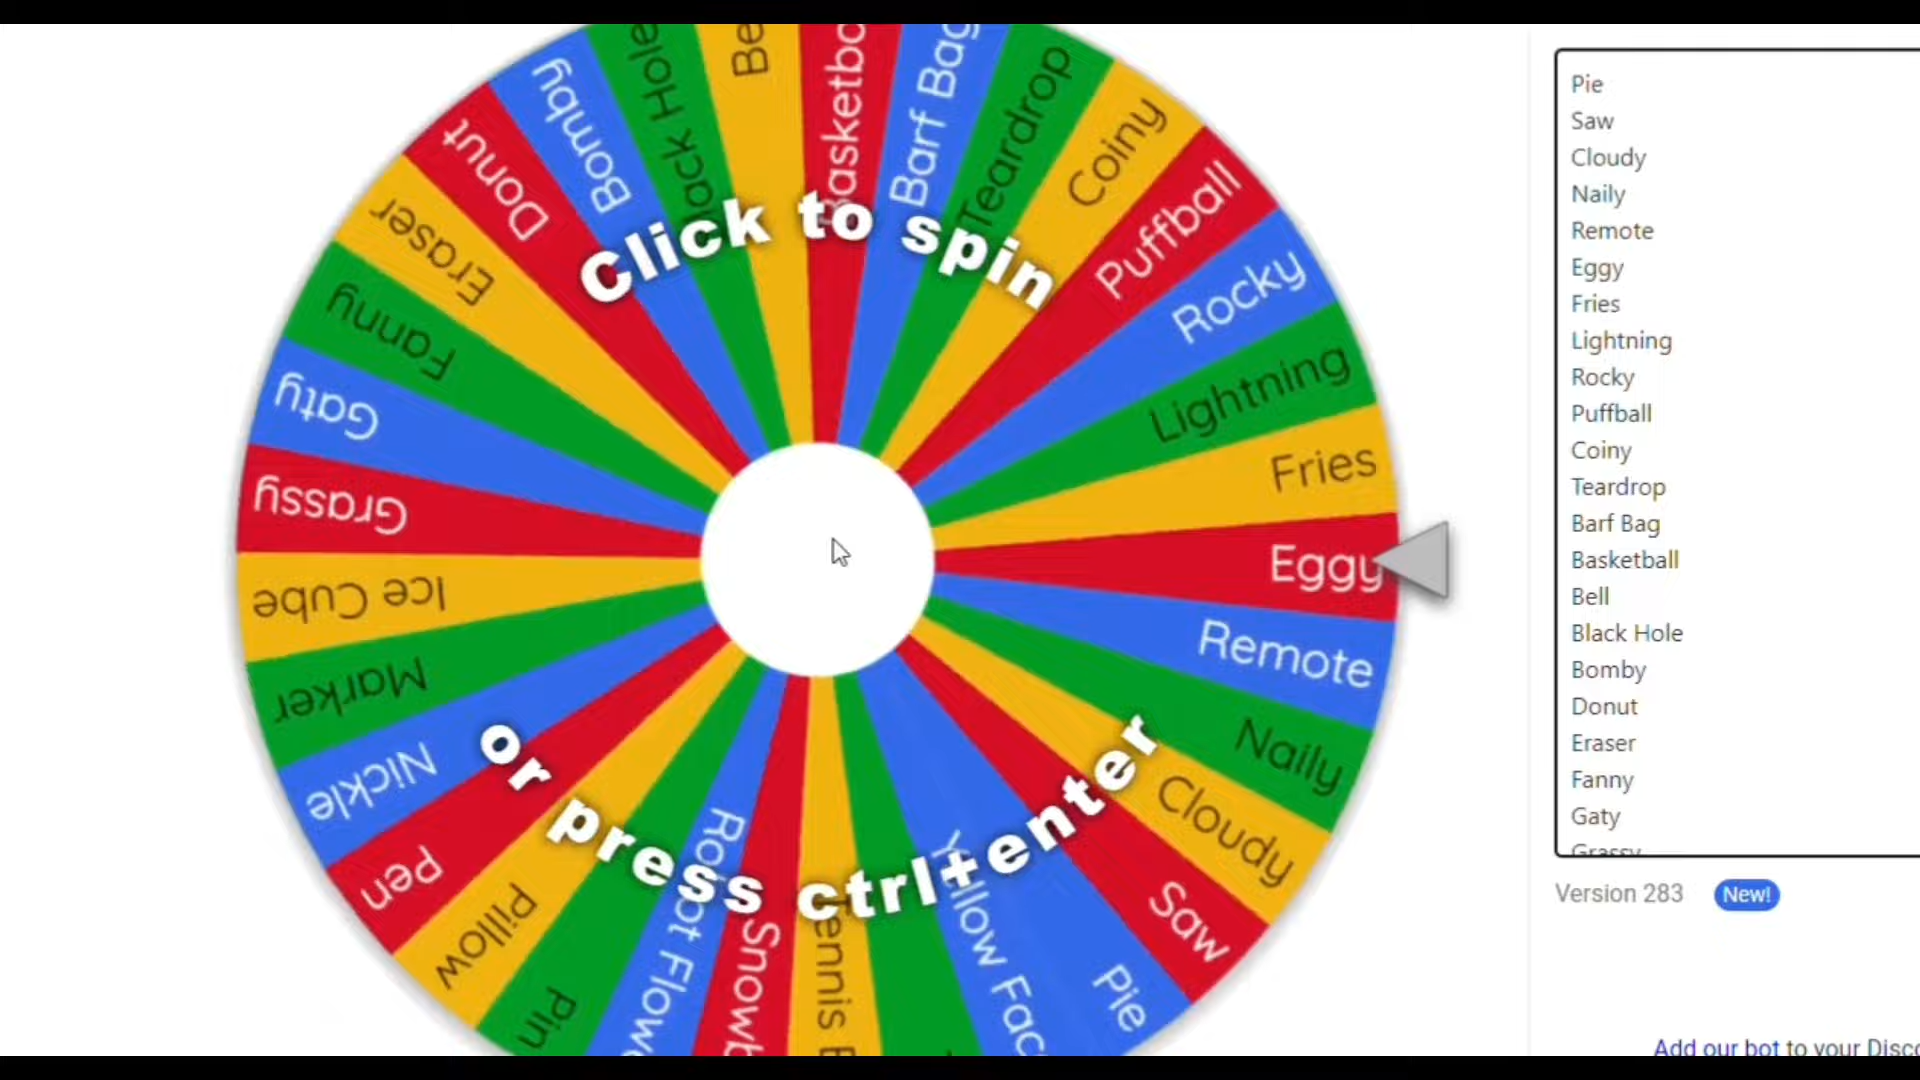 Click to spin
or press ctrl+enter
Teardrop
Coiny
Puffball
Rocky
Lightning
Fries
Eggy
Remote
Naily
Cloudy
Saw
Pie
Pin
Pillow
Pen
Nickle
Marker
Ice Cube
Grassy
Gaty
Fanny
Eraser
Donut
Bomby
Pie
Saw
Cloudy
Naily
Remote
Eggy
Fries
Lightning
Rocky
Puffball
Coiny
Teardrop
Barf Bag
Basketball
Bell
Black Hole
Bomby
Donut
Eraser
Fanny
Gaty
Grassy
Version 283 New!
Add our bot to your